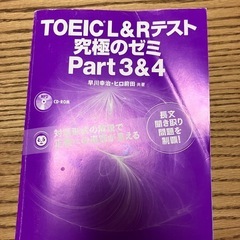 TOEIC® L&Rテスト
究極のゼミ
Part 3&4
早川幸治・ヒロ前田 共著
CD-ROM
長文
聞き取り
問題を
制覇!